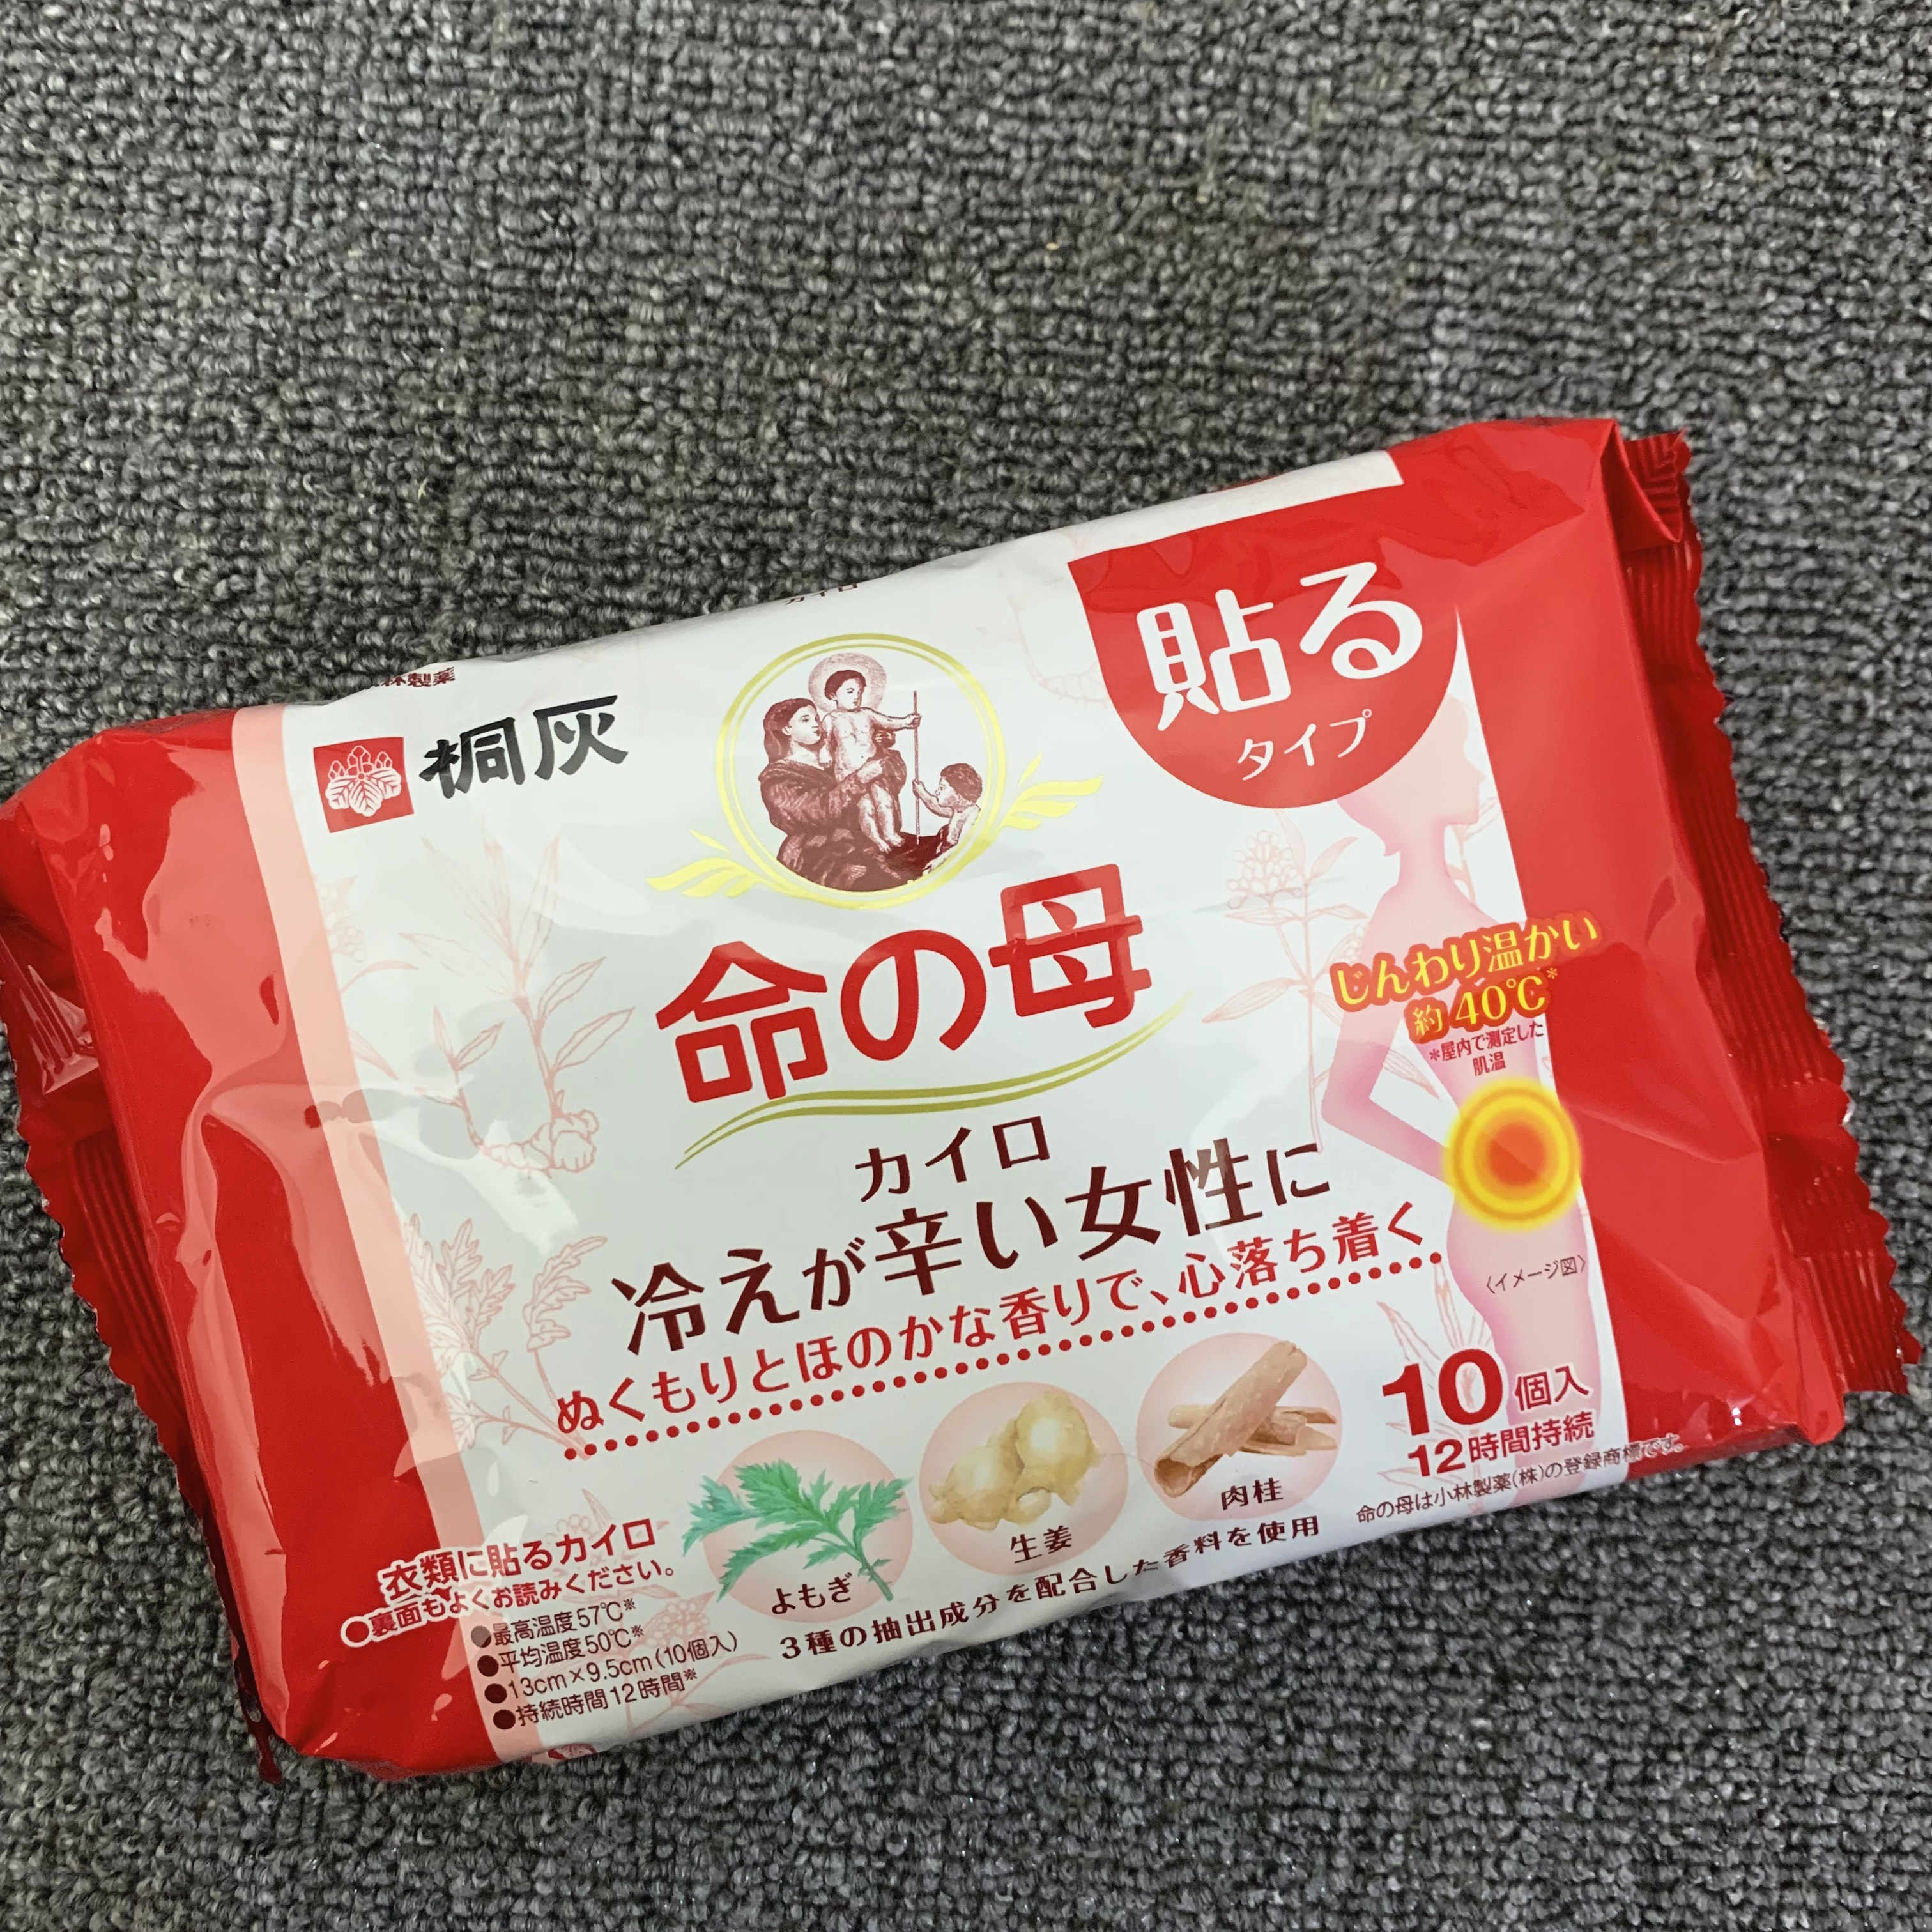 林製薬
桐灰
カイロ
貼る
タイプ
命の母
カイロ
じんわり温かい
約40℃*
*屋内で測定した
肌温
冷えが辛い女性に
ぬくもりとほのかな香りで、心落ち着く
〈イメージ図〉
10個入
12時間持続
命の母は小林製薬(株)の登録商標です。
よもぎ
生姜
肉桂
3種の抽出成分を配合した香料を使用
衣類に貼るカイロ
○裏面もよくお読みください。
●最高温度57℃※
●平均温度50℃※
●13cm×9.5cm(10個入)
●持続時間12時間※